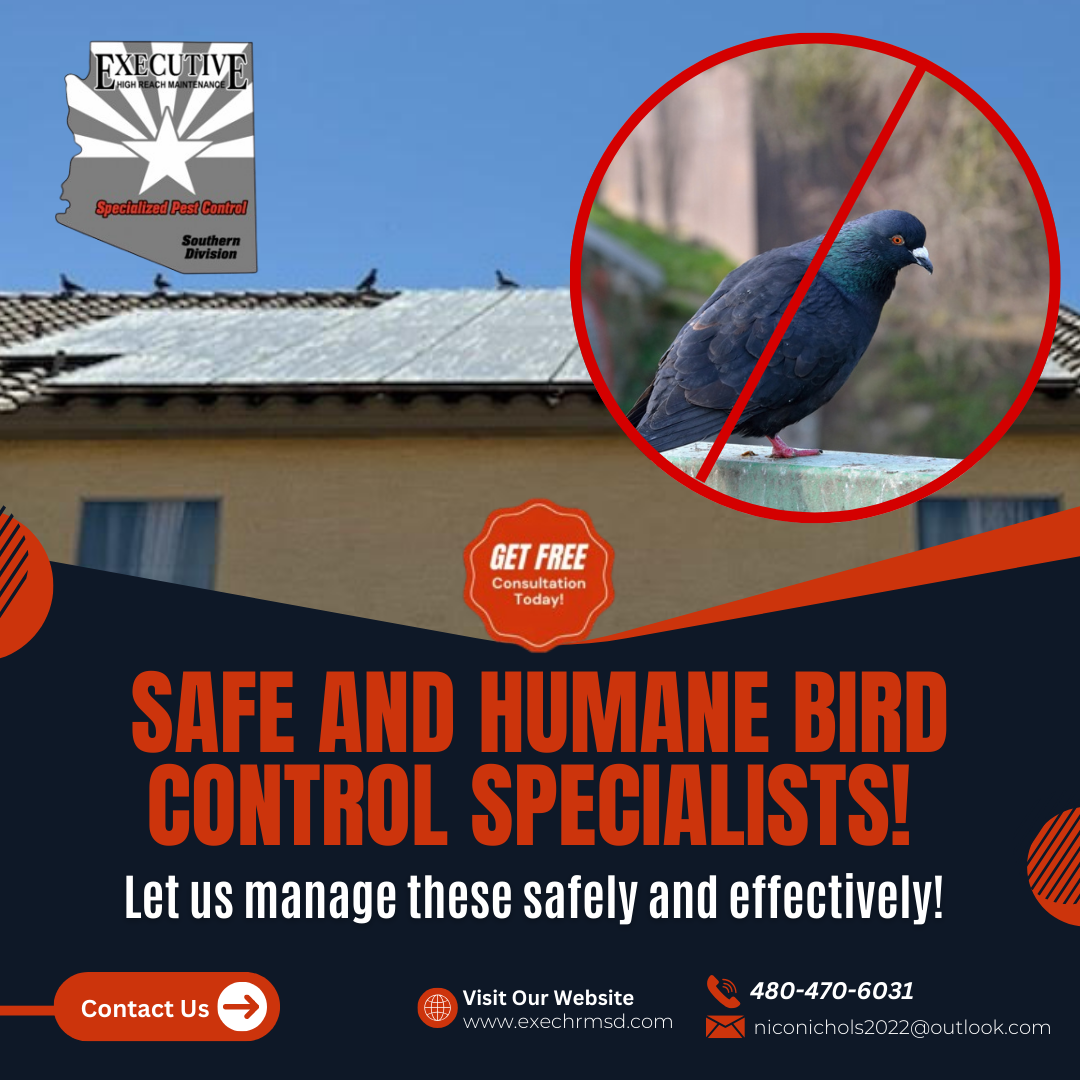 EXECUTIVE
HIGH REACH MAINTENANCE
Specialized Pest Control
Southern
Division
GET FREE
Consultation
Today!
SAFE AND HUMANE BIRD
CONTROL SPECIALISTS!
Let us manage these safely and effectively!
Contact Us
Visit Our Website
www.exechrmsd.com
480-470-6031
niconichols2022@outlook.com